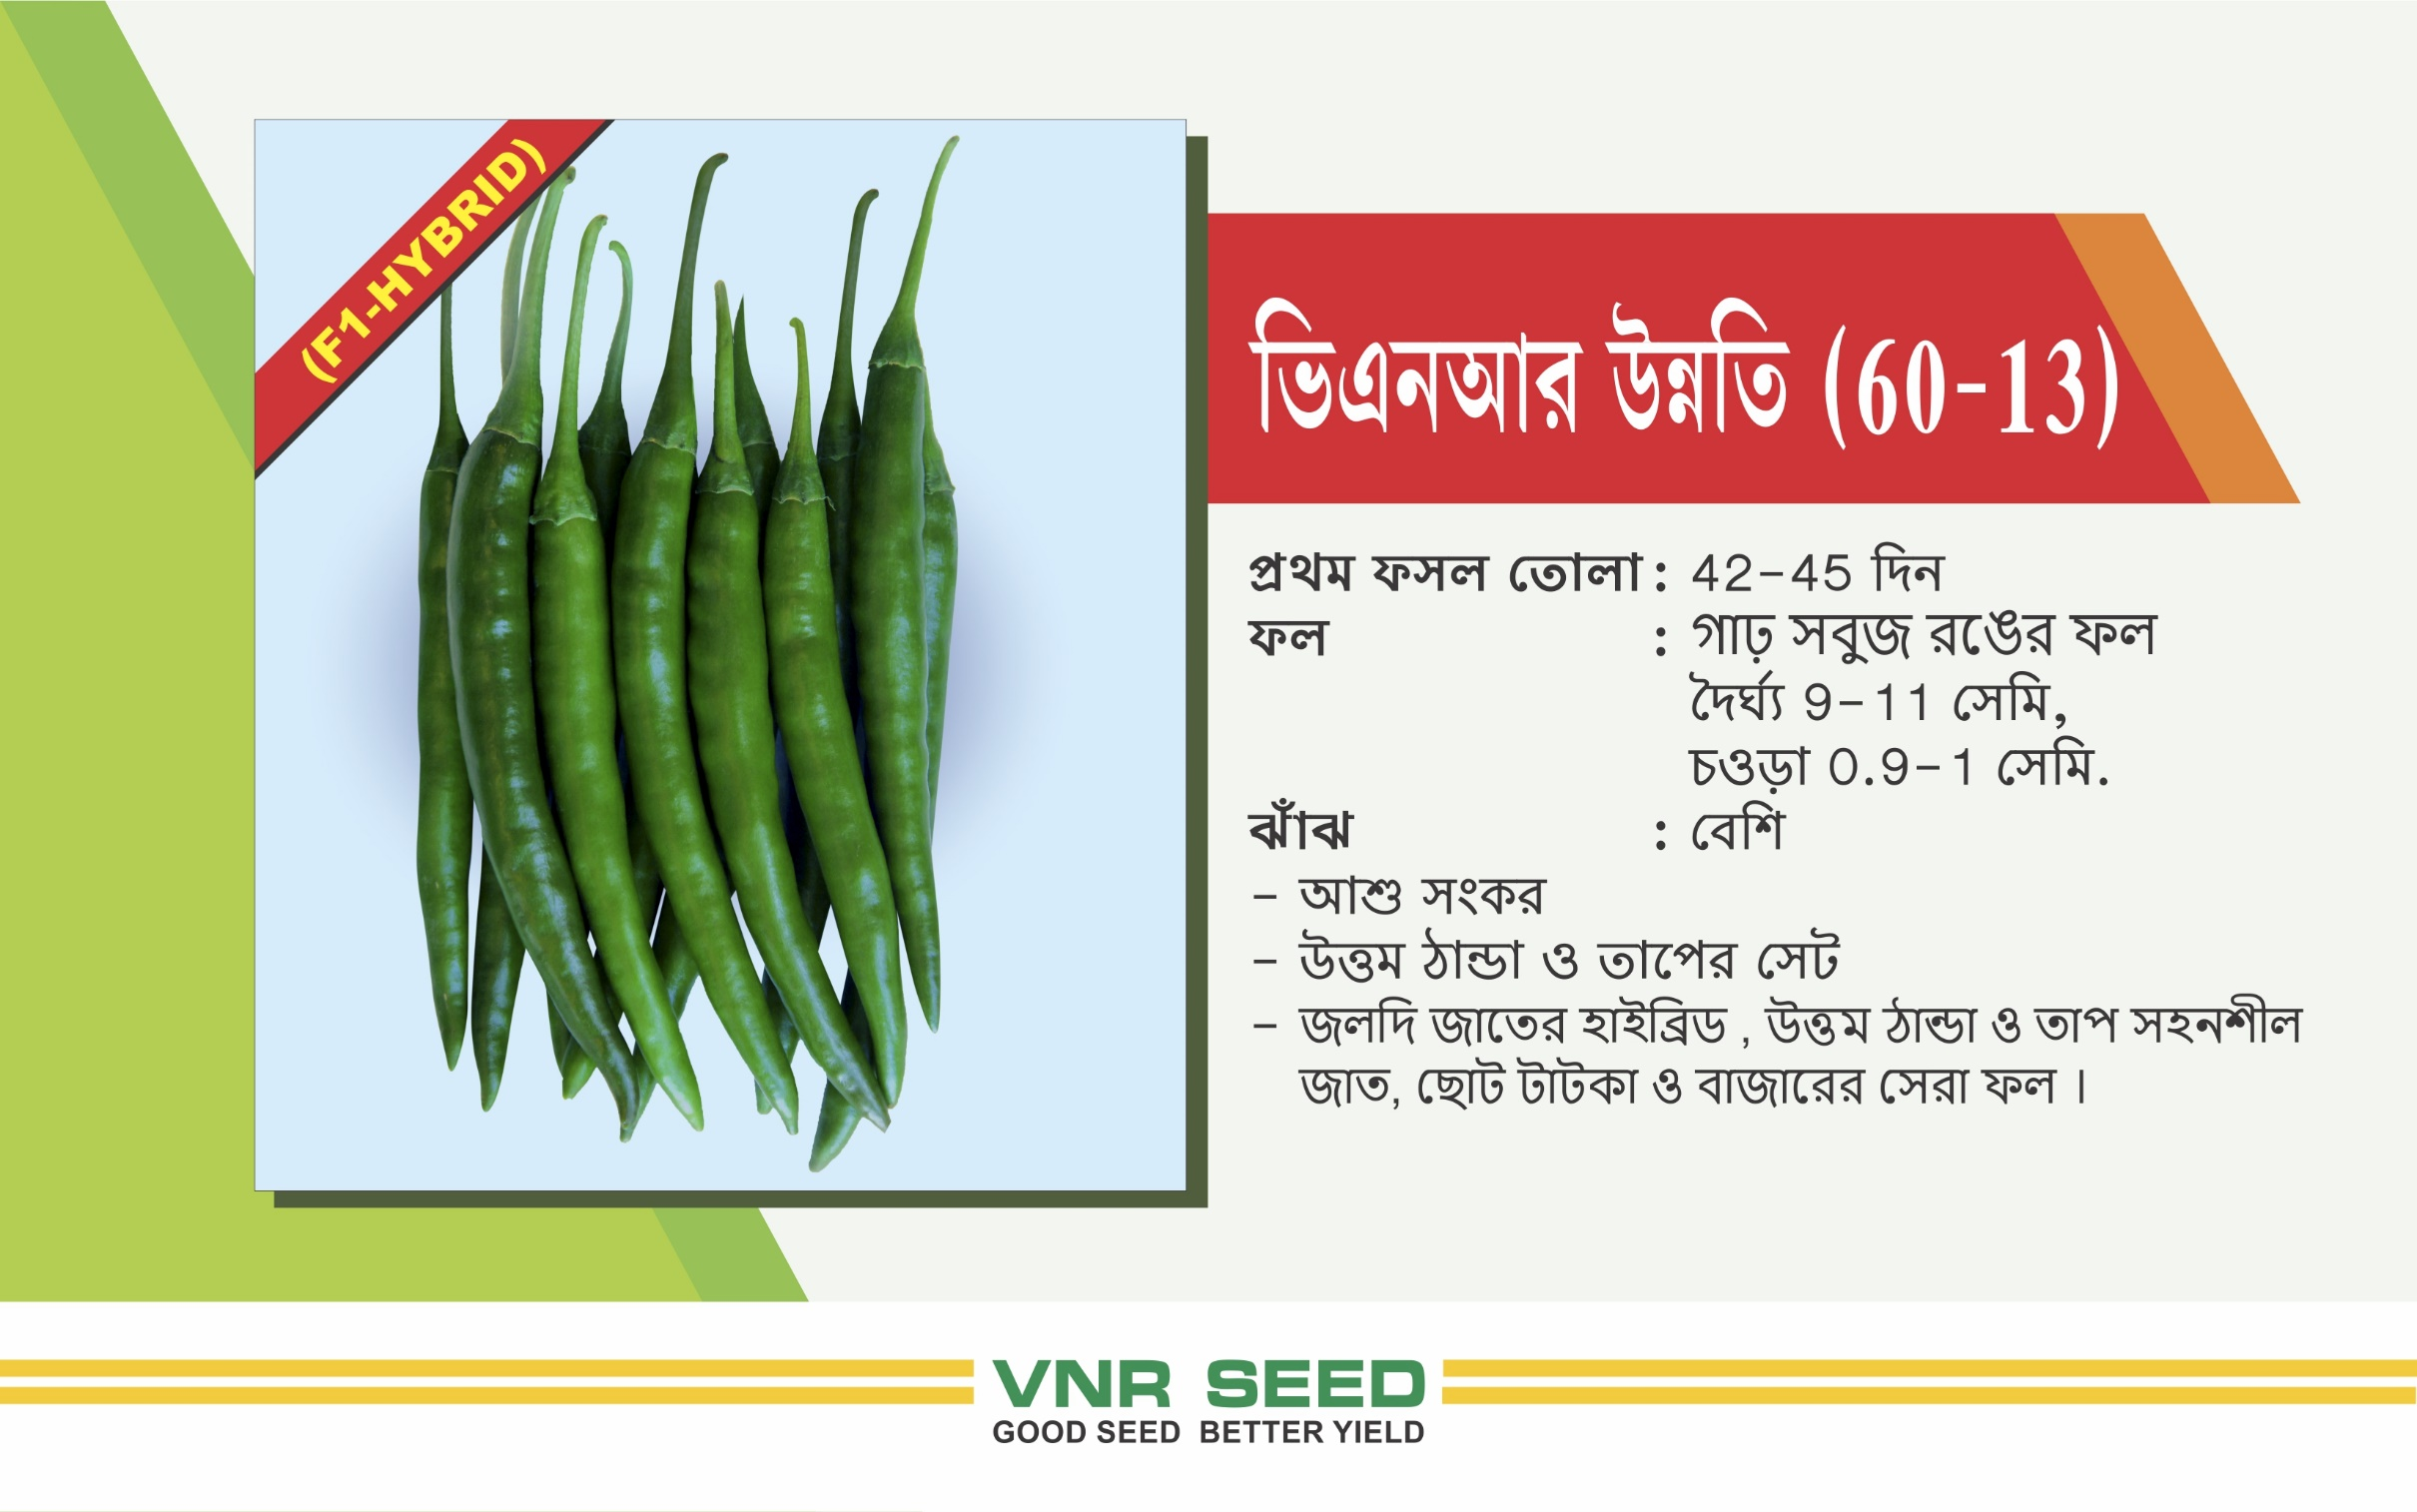 (F1-HYBRID)
ভিএনআর উন্নতি (60-13)
প্রথম ফসল তোলা : 42-45 দিন
ফল : গাঢ় সবুজ রঙের ফল
দৈর্ঘ্য 9-11 সেমি,
চওড়া 0.9-1 সেমি.
ঝাঁঝ : বেশি
- আশু সংকর
- উত্তম ঠান্ডা ও তাপের সেট
- জলদি জাতের হাইব্রিড , উত্তম ঠান্ডা ও তাপ সহনশীল
জাত, ছোট টাটকা ও বাজারের সেরা ফল ।
VNR SEED
GOOD SEED BETTER YIELD